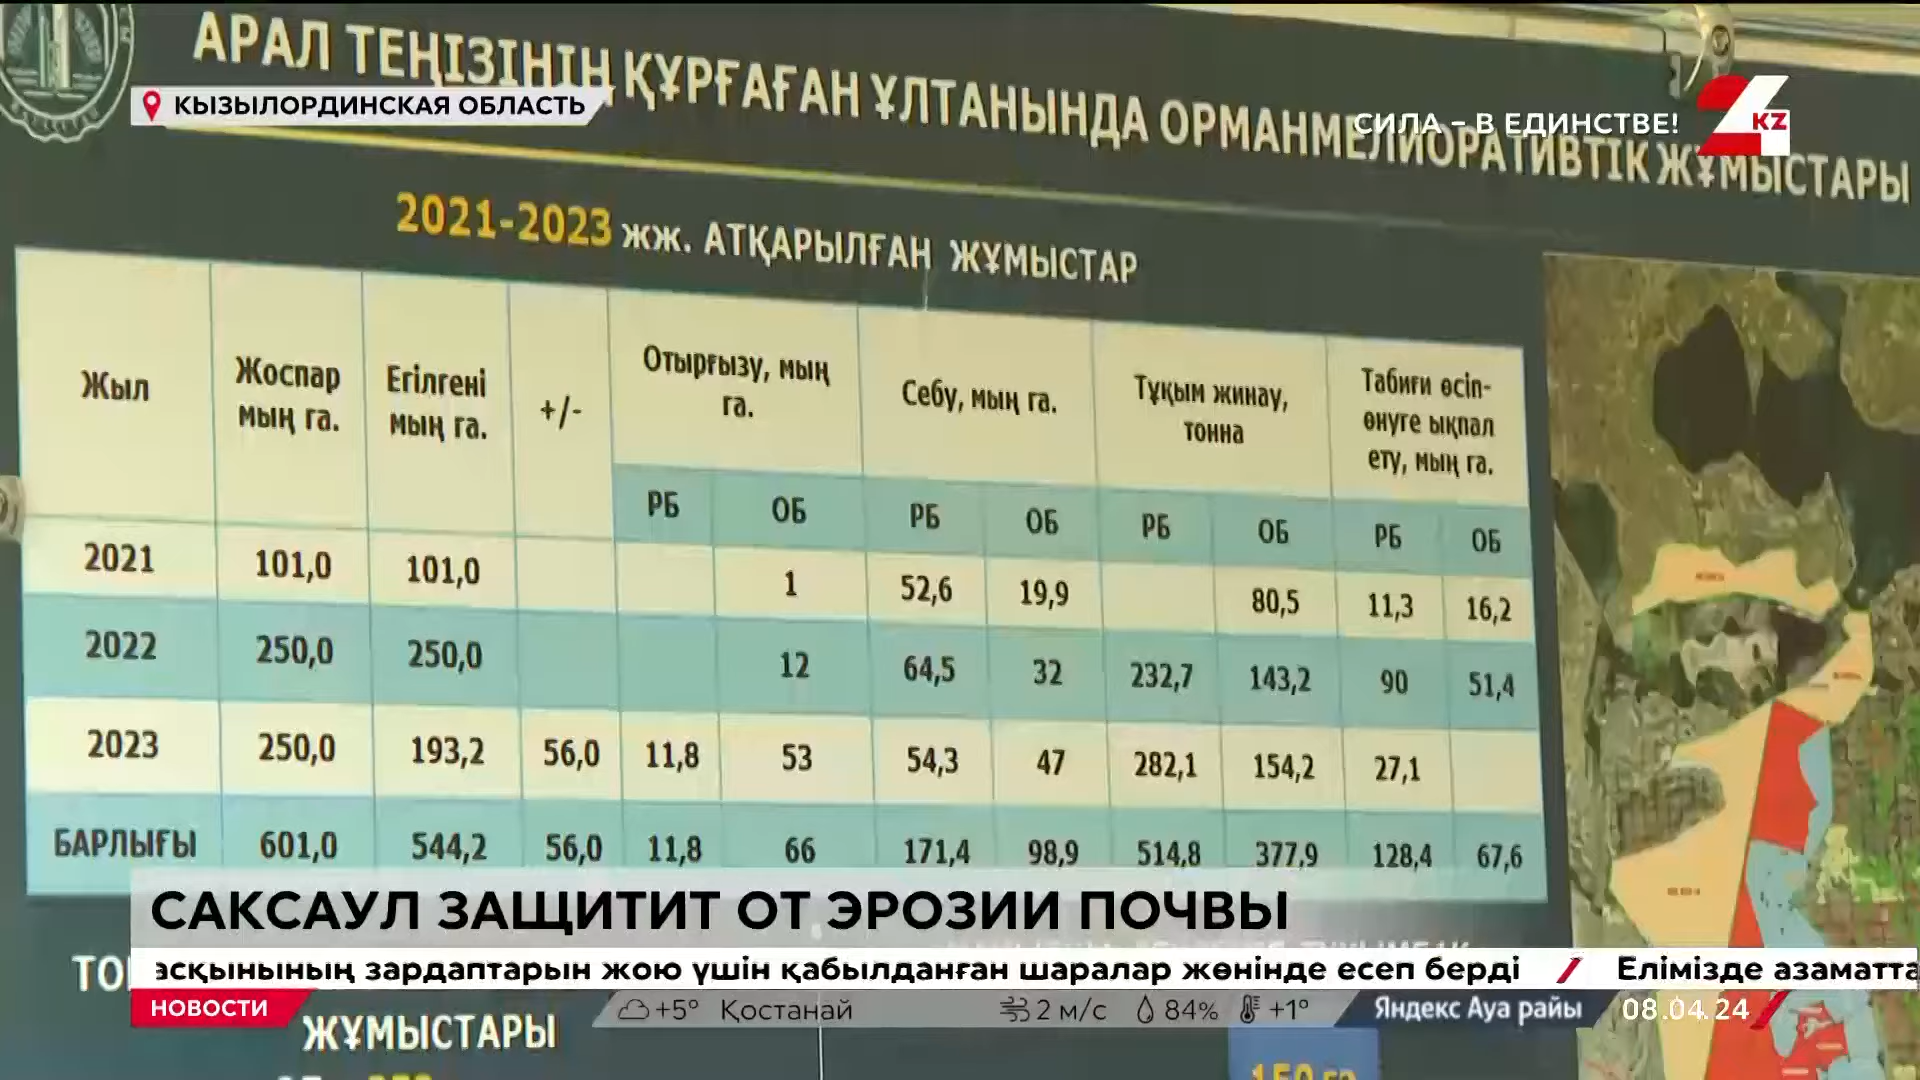 АРАЛ ТЕҢІЗІНІҢ ҚҰРҒАҒАН ҰЛТАНЫНДА ОРМАНМЕЛИОРАТИВТІК ЖҰМЫСТАРЫ
КЫЗЫЛОРДИНСКАЯ ОБЛАСТЬ
СИЛА – В ЕДИНСТВЕ!
24 KZ
2021-2023 жж. АТҚАРЫЛҒАН ЖҰМЫСТАР
Жыл
Жоспар мың га.
Егілгені мың га.
+/-
Отырғызу, мың га.
Себу, мың га.
Тұқым жинау, тонна
Табиғи өсіп-өнуге ықпал ету, мың га.
РБ ОБ РБ ОБ РБ ОБ РБ ОБ
2021 101,0 101,0 1 52,6 19,9 80,5 11,3 16,2
2022 250,0 250,0 12 64,5 32 232,7 143,2 90 51,4
2023 250,0 193,2 56,0 11,8 53 54,3 47 282,1 154,2 27,1
БАРЛЫҒЫ 601,0 544,2 56,0 11,8 66 171,4 98,9 514,8 377,9 128,4 67,6
САКСАУЛ ЗАЩИТИТ ОТ ЭРОЗИИ ПОЧВЫ
асқынының зардаптарын жою үшін қабылданған шаралар жөнінде есеп берді / Елімізде азаматта
НОВОСТИ +5° Қостанай 2 м/с 84% +1° Яндекс Ауа райы 08.04.24
ЖҰМЫСТАРЫ